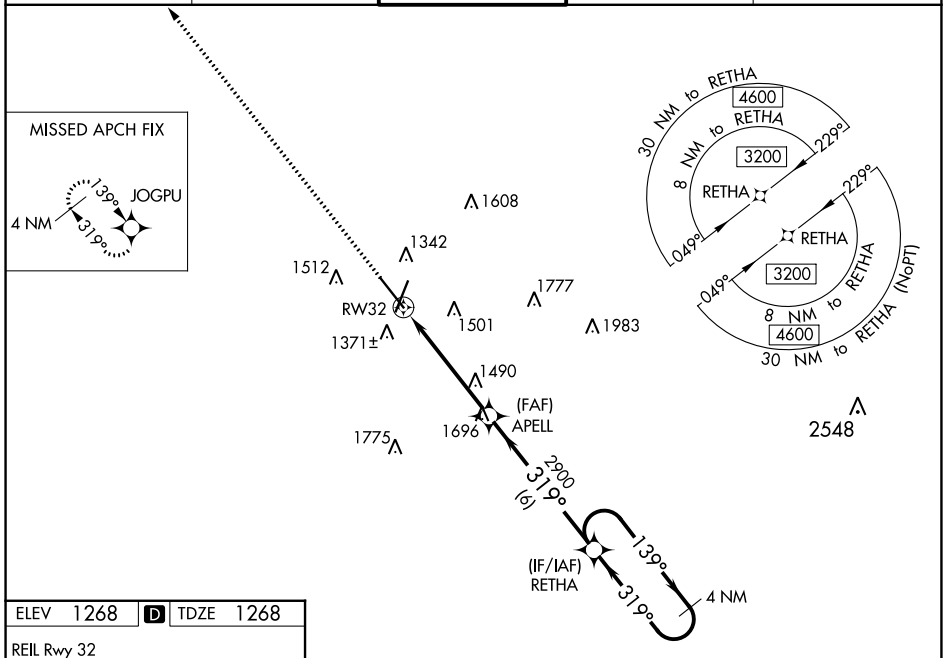 MISSED APCH FIX
139°
JOGPU
4 NM
319°
30 NM to RETHA
4600
8 NM to RETHA
3200
229°
RETHA
049°
229°
RETHA
049°
3200
8 NM to RETHA
4600
30 NM to RETHA (NoPT)
1608
1342
1512
1777
RW32
1501
1983
1371±
1490
(FAF)
APELL
1696
1775
2548
2900
319°
(6)
139°
(IF/IAF)
RETHA
319°
4 NM
ELEV 1268 D TDZE 1268
REIL Rwy 32